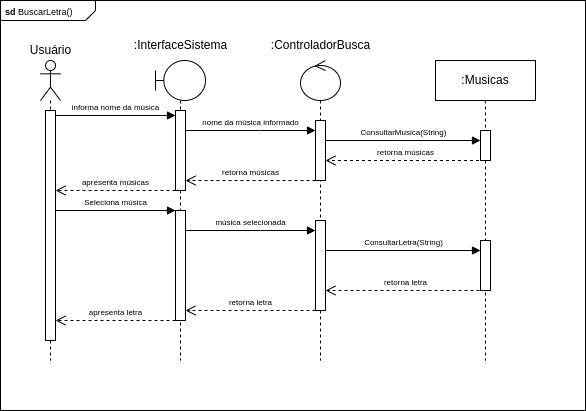 sd BuscarLetra()
Usuário
:InterfaceSistema
:ControladorBusca
:Musicas
informa nome da música
nome da música informado
ConsultarMusica(String)
retorna músicas
retorna músicas
apresenta músicas
Seleciona música
música selecionada
ConsultarLetra(String)
retorna letra
retorna letra
apresenta letra